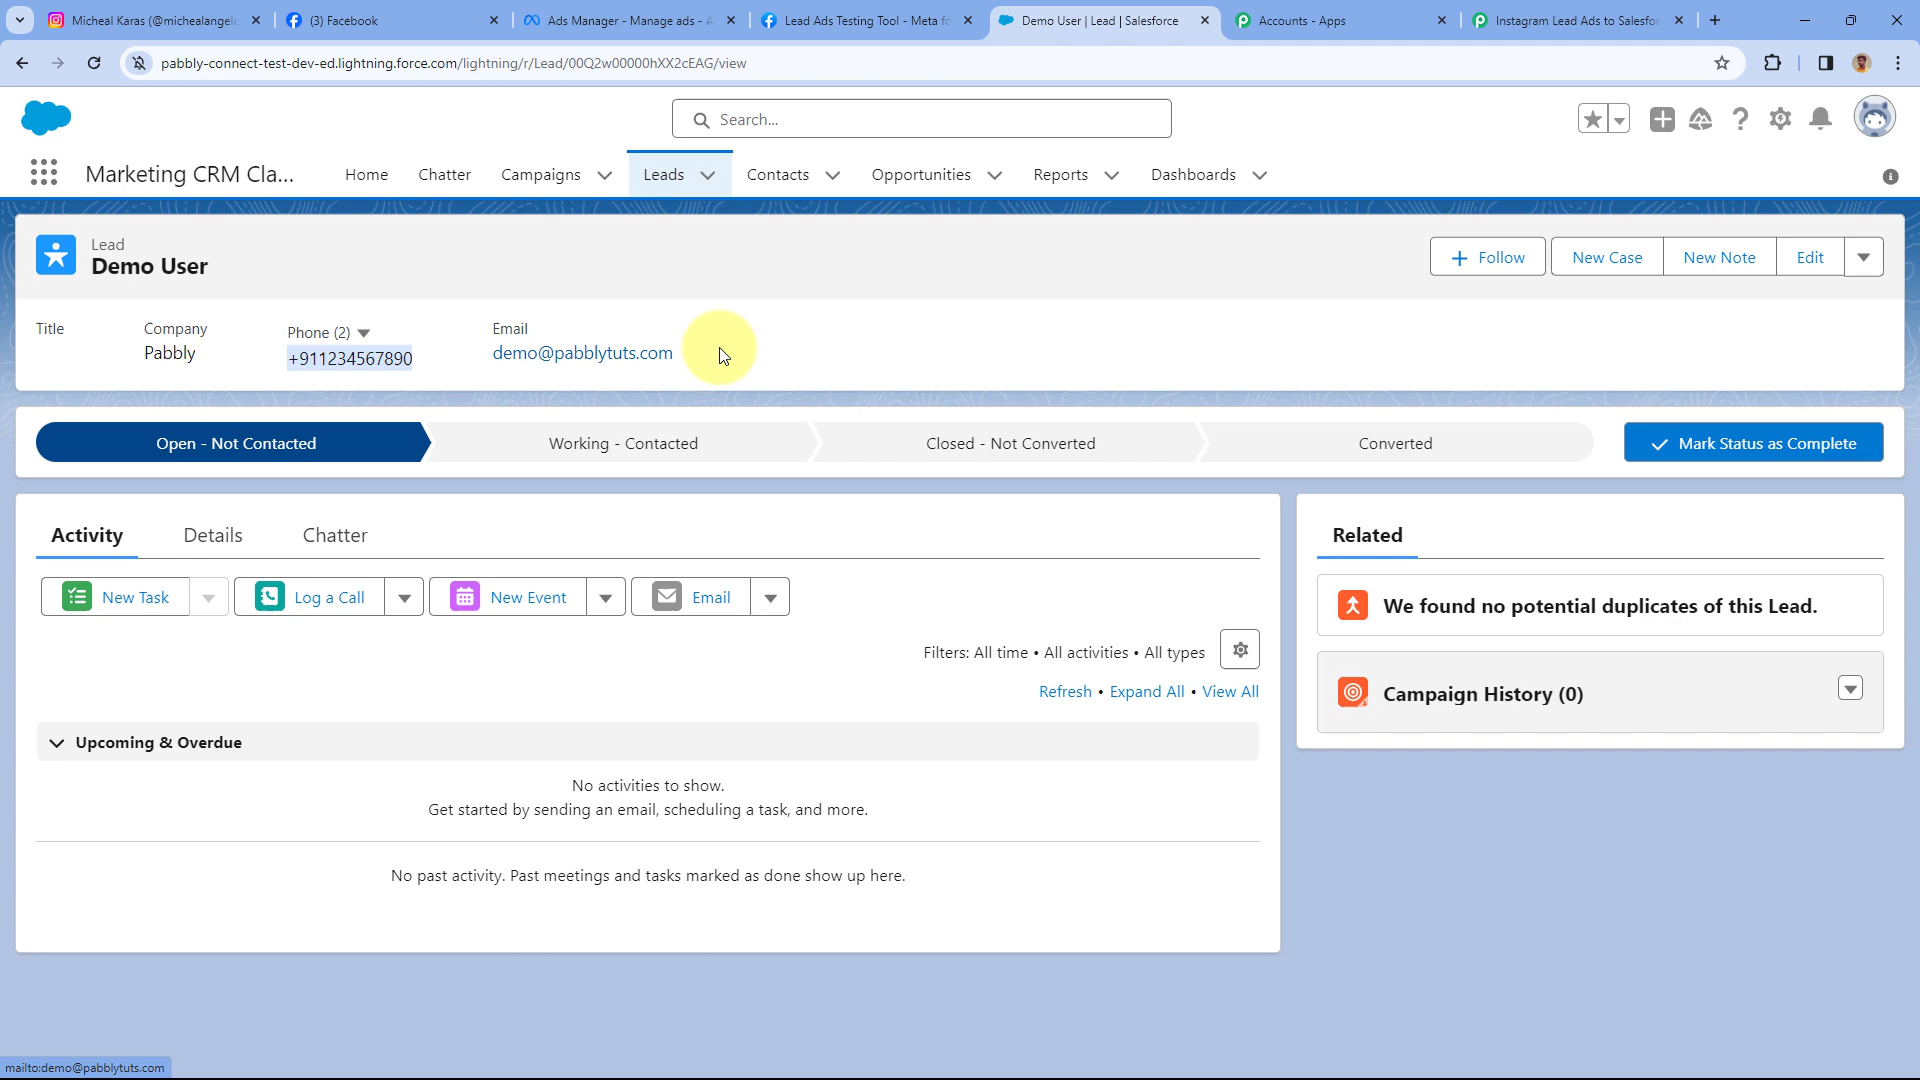 Micheal Karas (@michealangelo
(3) Facebook
Ads Manager - Manage ads - A
Lead Ads Testing Tool - Meta fo
Demo User | Lead | Salesforce
Accounts - Apps
Instagram Lead Ads to Salesfor
pabbly-connect-test-dev-ed.lightning.force.com/lightning/r/Lead/00Q2w00000hXX2cEAG/view
Search...
Marketing CRM Cla...
Home
Chatter
Campaigns
Leads
Contacts
Opportunities
Reports
Dashboards
Lead
Demo User
Follow
New Case
New Note
Edit
Title
Company
Phone (2)
Email
Pabbly
+911234567890
demo@pabblytuts.com
Open - Not Contacted
Working - Contacted
Closed - Not Converted
Converted
Mark Status as Complete
Activity
Details
Chatter
New Task
Log a Call
New Event
Email
Filters: All time • All activities • All types
Refresh • Expand All • View All
Upcoming & Overdue
No activities to show.
Get started by sending an email, scheduling a task, and more.
No past activity. Past meetings and tasks marked as done show up here.
Related
We found no potential duplicates of this Lead.
Campaign History (0)
mailto:demo@pabblytuts.com